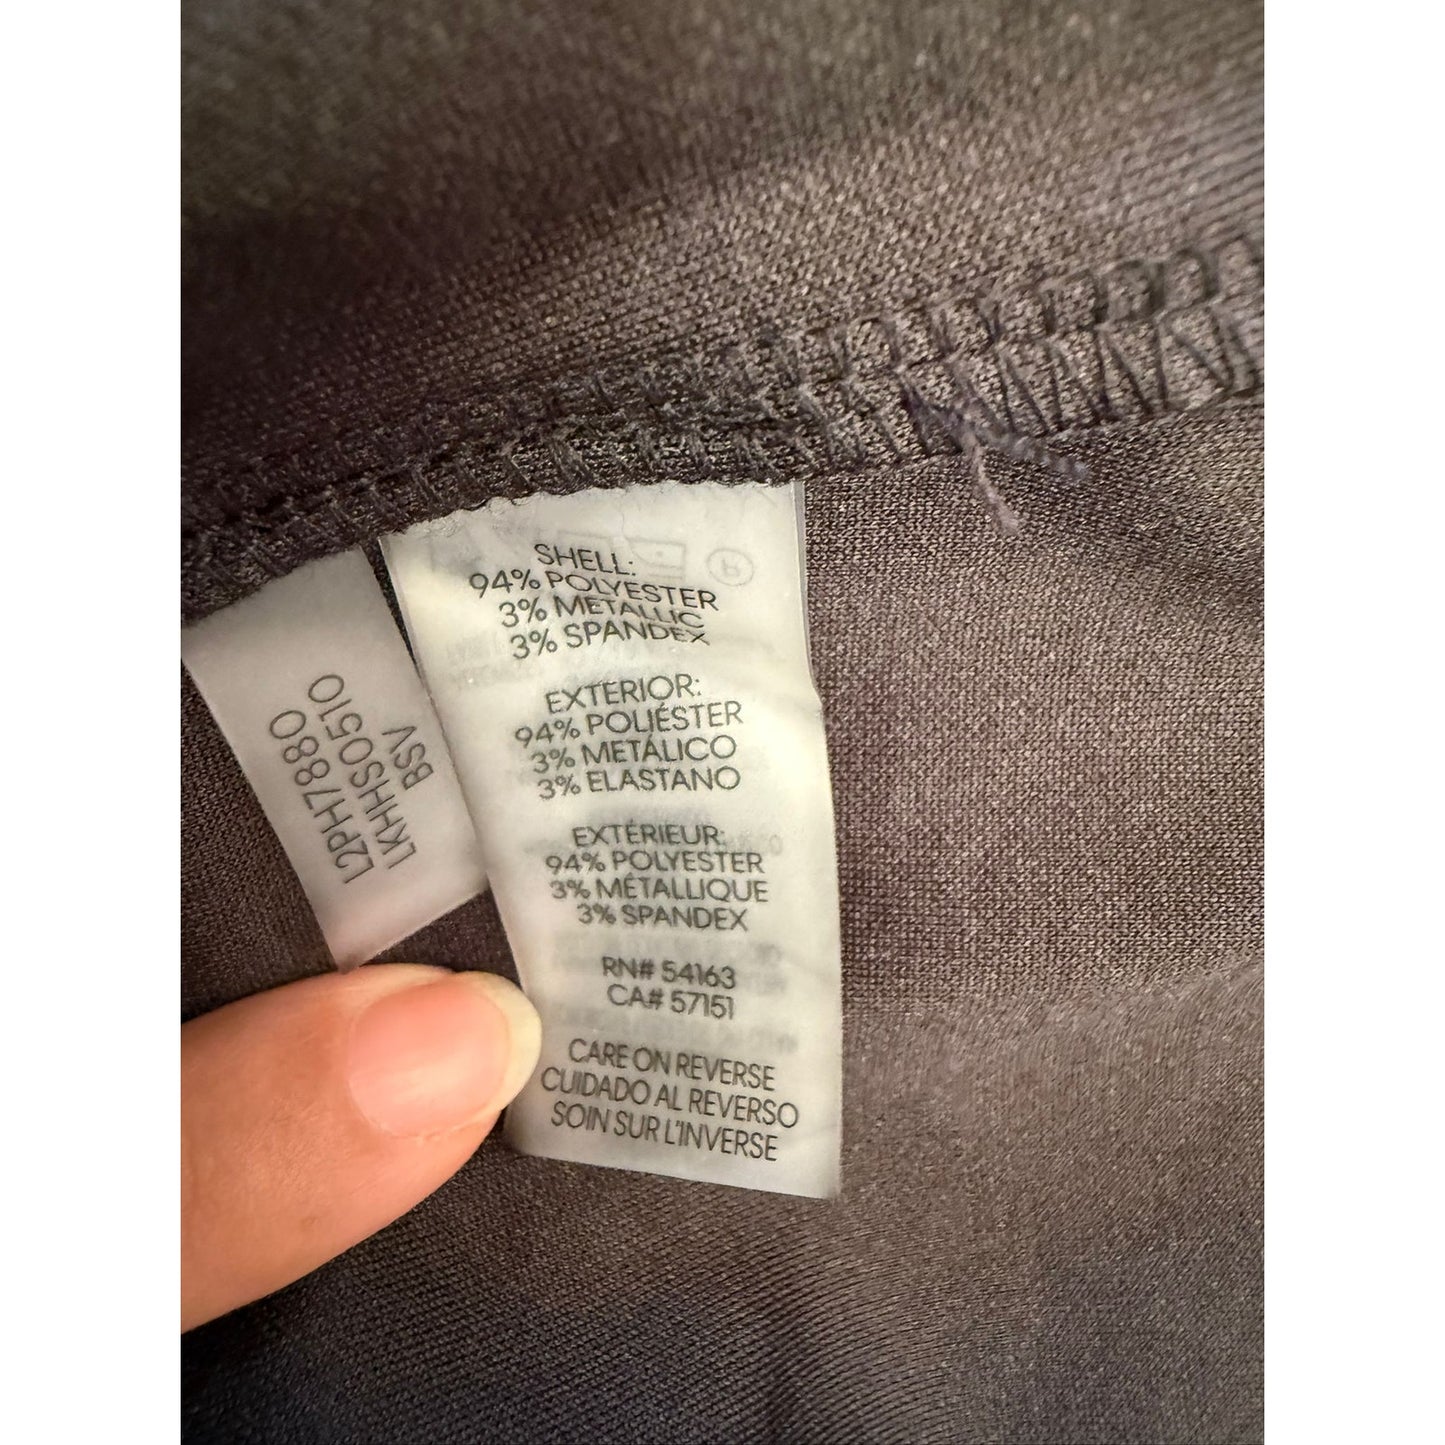 SHELL:
94% POLYESTER
3% METALLIC
3% SPANDEX
EXTERIOR:
94% POLIÉSTER
3% METÁLICO
3% ELASTANO
EXTÉRIEUR:
94% POLYESTER
3% MÉTALLIQUE
3% SPANDEX
RN# 54163
CA# 57151
CARE ON REVERSE
CUIDADO AL REVERSO
SOIN SUR L'INVERSE
L2PH7880
LKHHS0510
BSV